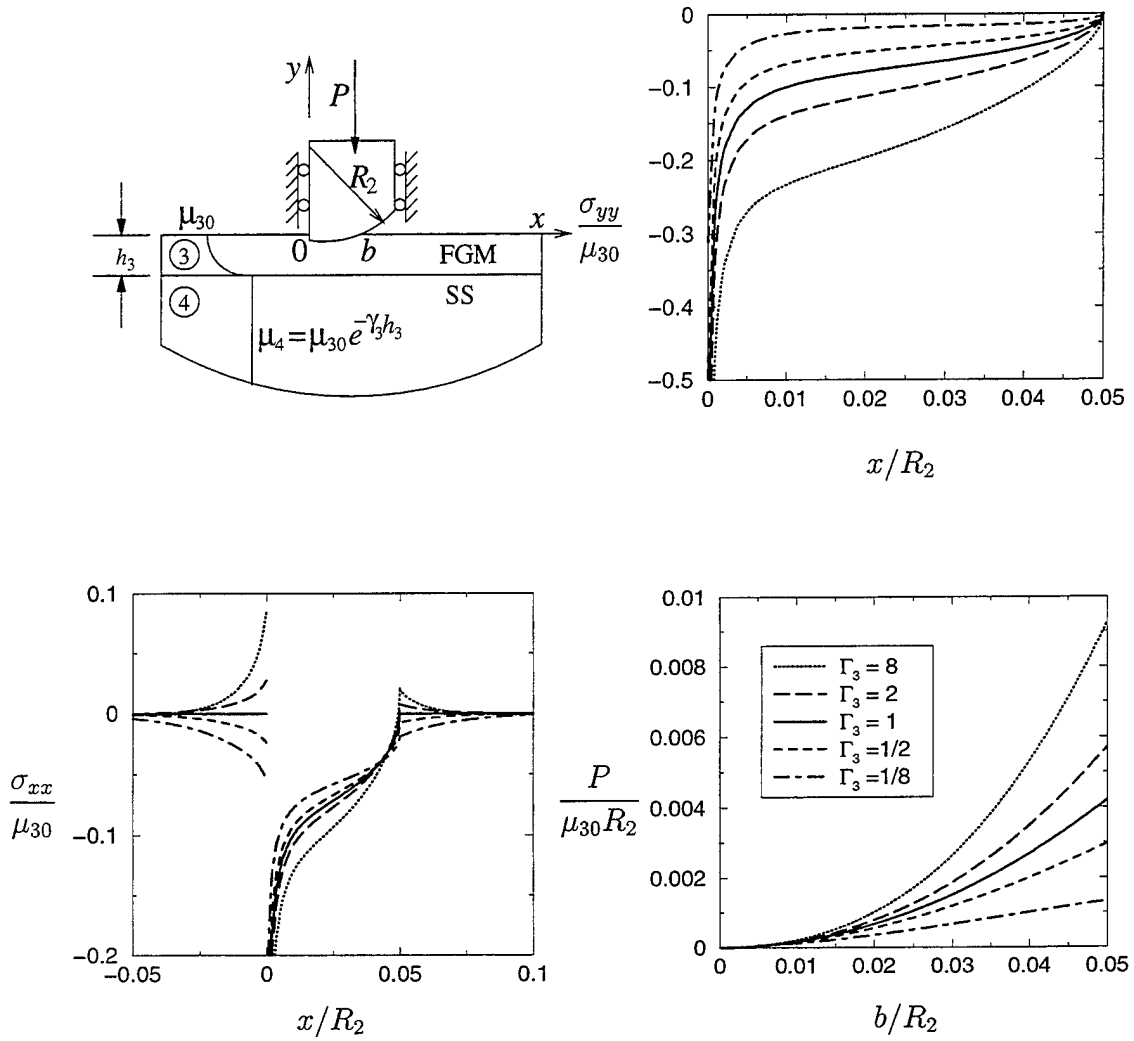 y
P
R₂
μ₃₀
x
h₃
③
0
b
FGM
④
SS
μ₄=μ₃₀e^{-γ₃h₃}
σ_yy/μ₃₀
0
-0.1
-0.2
-0.3
-0.4
-0.5
0 0.01 0.02 0.03 0.04 0.05
x/R₂
σ_xx/μ₃₀
0.1
0
-0.1
-0.2
-0.05 0 0.05 0.1
x/R₂
P/μ₃₀R₂
0.01
0.008
0.006
0.004
0.002
0
Γ₃ = 8
Γ₃ = 2
Γ₃ = 1
Γ₃ =1/2
Γ₃ =1/8
0 0.01 0.02 0.03 0.04 0.05
b/R₂